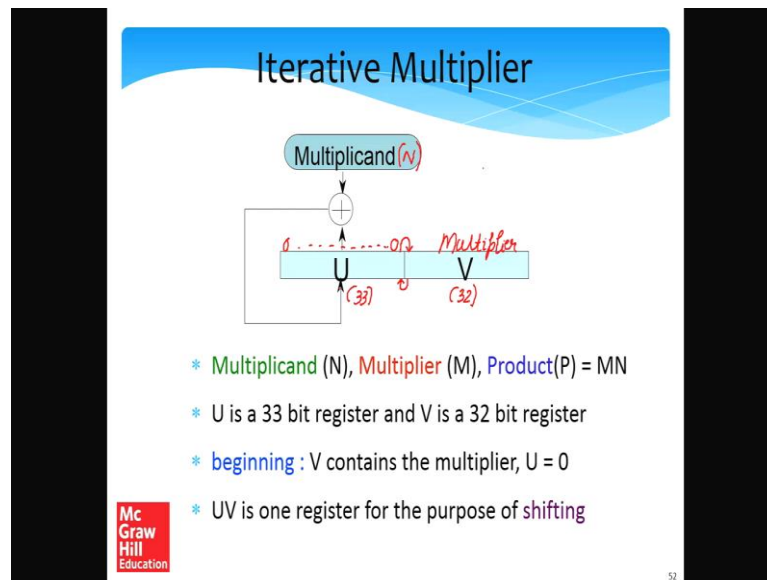 Iterative Multiplier
Multiplicand (N)
+
0 - - - - - - - - 0 Multiplier
U V
(33) (32)
* Multiplicand (N), Multiplier (M), Product(P) = MN
* U is a 33 bit register and V is a 32 bit register
* beginning : V contains the multiplier, U = 0
* UV is one register for the purpose of shifting
Mc
Graw
Hill
Education
52